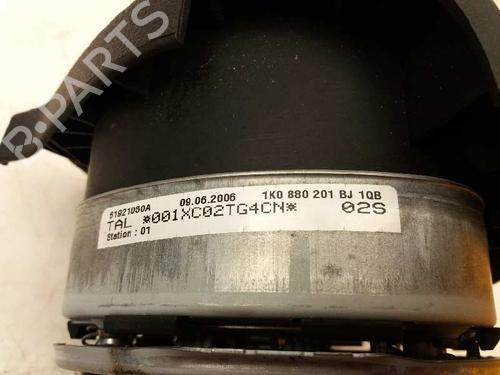 B-PARTS
51921050A 09.06.2006 1K0 880 201 BJ 1QB
TAL *001XC02TG4CN* 02S
Station : 01